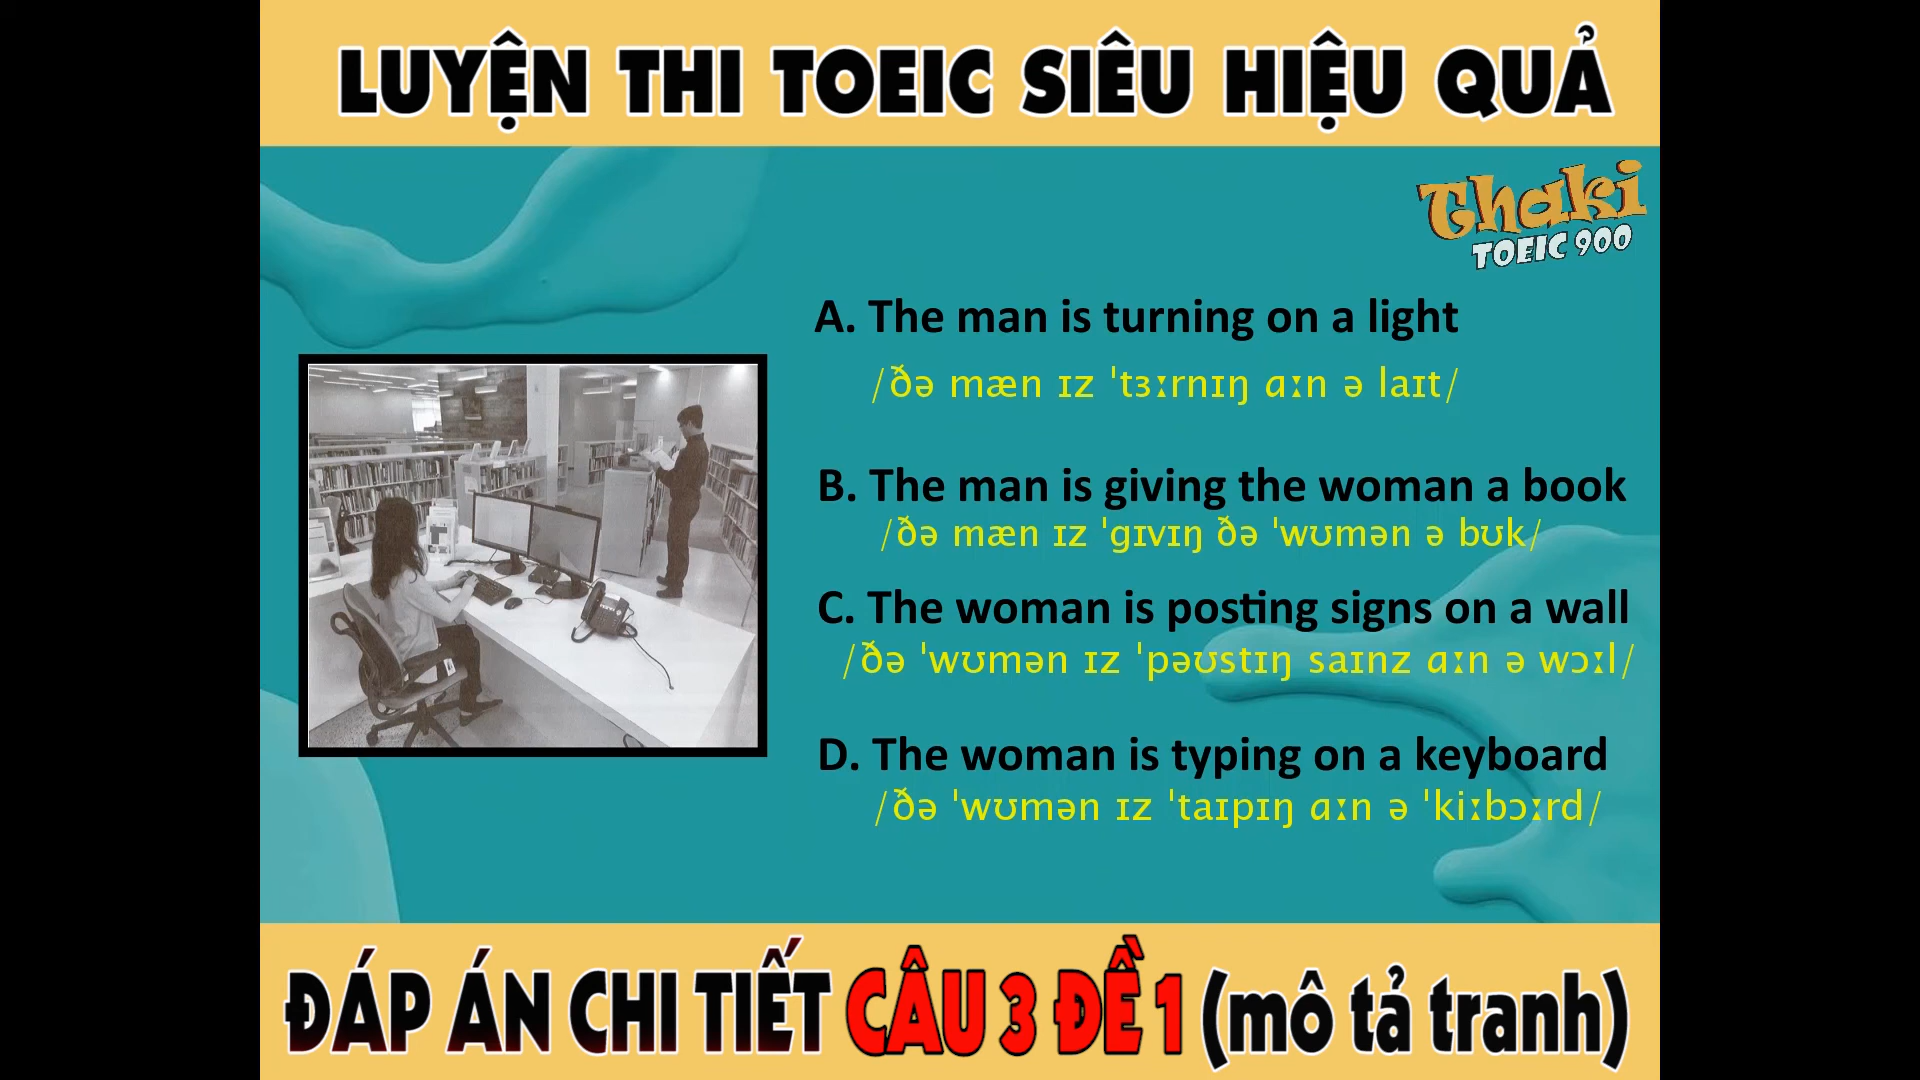 LUYỆN THI TOEIC SIÊU HIỆU QUẢ
Thaki
TOEIC 900
A. The man is turning on a light
/ðə mæn ɪz ˈtɜːrnɪŋ ɑːn ə laɪt/
B. The man is giving the woman a book
/ðə mæn ɪz ˈɡɪvɪŋ ðə ˈwʊmən ə bʊk/
C. The woman is posting signs on a wall
/ðə ˈwʊmən ɪz ˈpəʊstɪŋ saɪnz ɑːn ə wɔːl/
D. The woman is typing on a keyboard
/ðə ˈwʊmən ɪz ˈtaɪpɪŋ ɑːn ə ˈkiːbɔːrd/
ĐÁP ÁN CHI TIẾT CÂU 3 ĐỀ 1 (mô tả tranh)